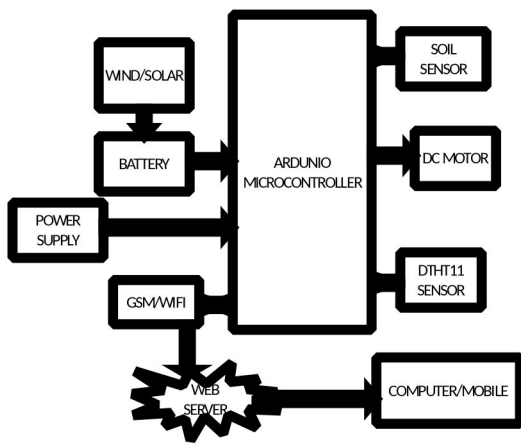 WIND/SOLAR
SOIL
SENSOR
BATTERY
ARDUNIO
MICROCONTROLLER
DC MOTOR
POWER
SUPPLY
GSM/WIFI
DTHT11
SENSOR
WEB
SERVER
COMPUTER/MOBILE